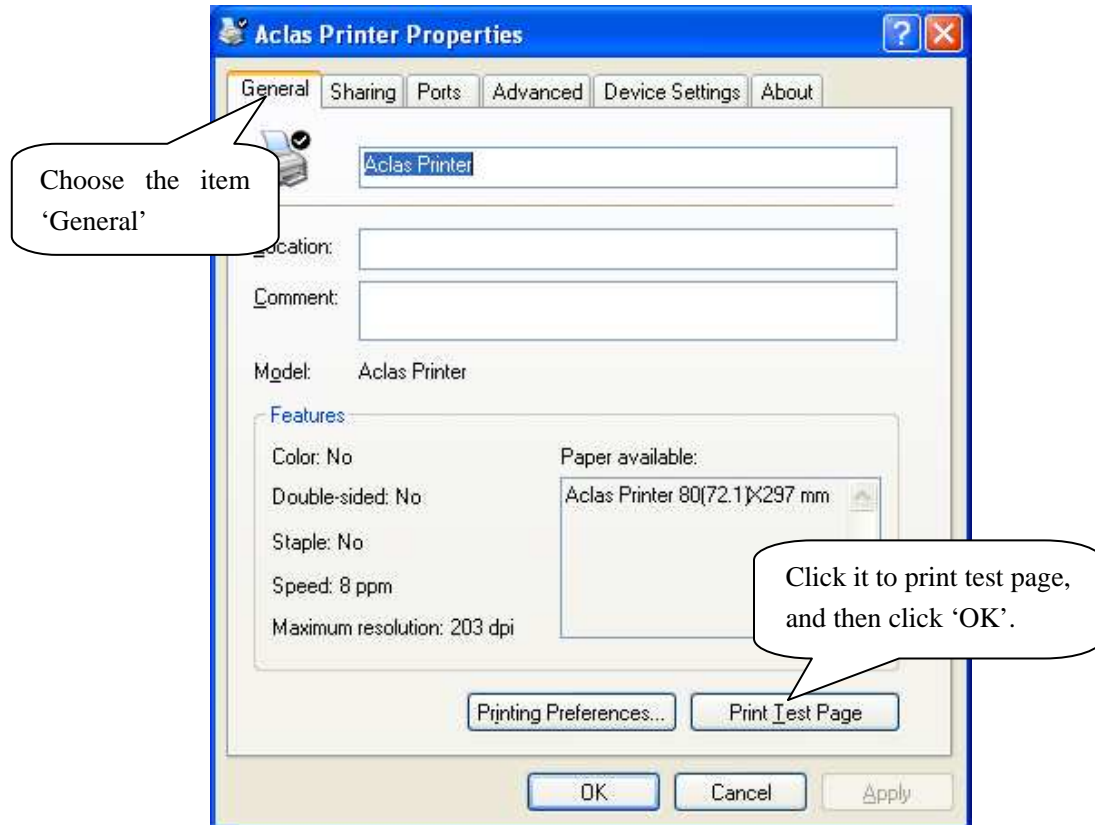 Aclas Printer Properties
General Sharing Ports Advanced Device Settings About
Aclas Printer
Choose the item
‘General’
Location:
Comment:
Model: Aclas Printer
Features
Color: No
Paper available:
Double-sided: No
Aclas Printer 80(72.1)X297 mm
Staple: No
Speed: 8 ppm
Maximum resolution: 203 dpi
Click it to print test page,
and then click ‘OK’.
Printing Preferences... Print Test Page
OK Cancel Apply